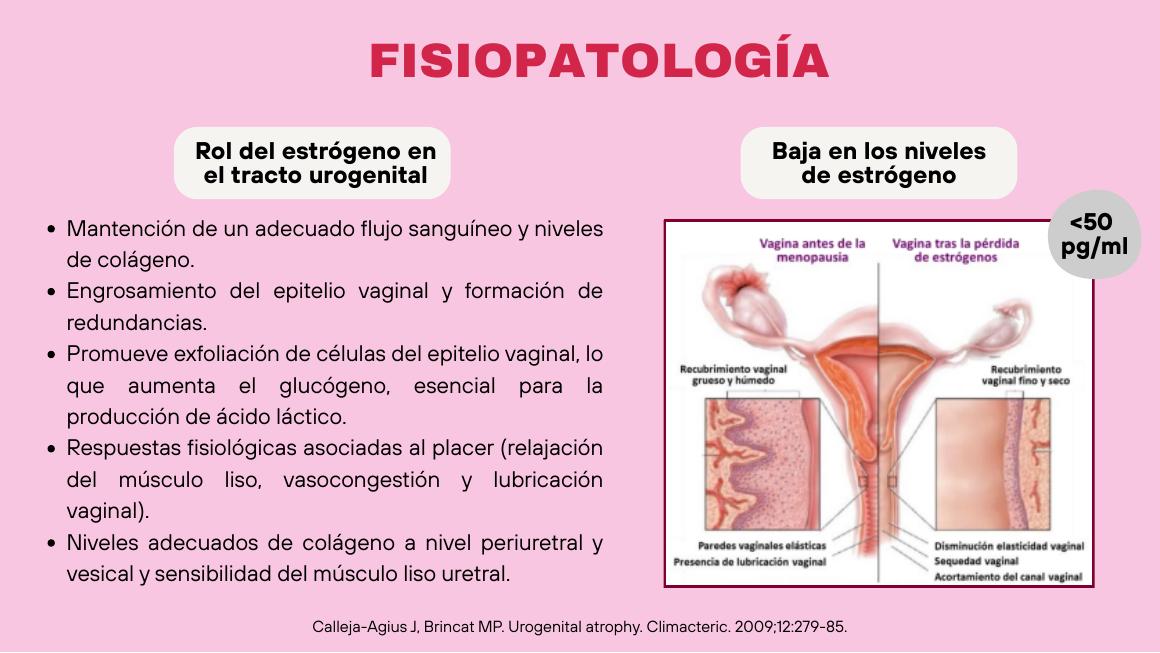 FISIOPATOLOGÍA
Rol del estrógeno en
el tracto urogenital
• Mantención de un adecuado flujo sanguíneo y niveles
de colágeno.
• Engrosamiento del epitelio vaginal y formación de
redundancias.
• Promueve exfoliación de células del epitelio vaginal, lo
que aumenta el glucógeno, esencial para la
producción de ácido láctico.
• Respuestas fisiológicas asociadas al placer (relajación
del músculo liso, vasocongestión y lubricación
vaginal).
• Niveles adecuados de colágeno a nivel periuretral y
vesical y sensibilidad del músculo liso uretral.
Baja en los niveles
de estrógeno
<50
pg/ml
Vagina antes de la
menopausia
Vagina tras la pérdida
de estrógenos
Recubrimiento vaginal
grueso y húmedo
Recubrimiento
vaginal fino y seco
Paredes vaginales elásticas
Presencia de lubricación vaginal
Disminución elasticidad vaginal
Sequedad vaginal
Acortamiento del canal vaginal
Calleja-Agius J, Brincat MP. Urogenital atrophy. Climacteric. 2009;12:279-85.